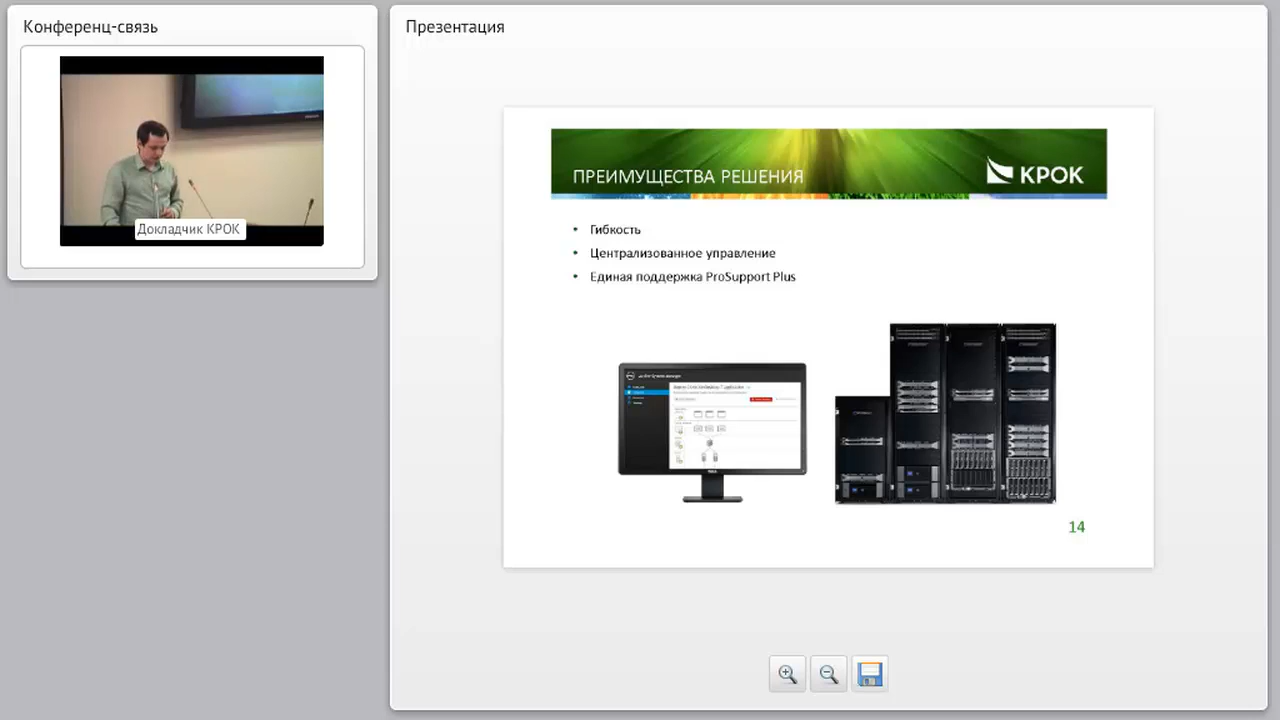 Конференц-связь
Докладчик КРОК
Презентация
ПРЕИМУЩЕСТВА РЕШЕНИЯ
КРОК
• Гибкость
• Централизованное управление
• Единая поддержка ProSupport Plus
14